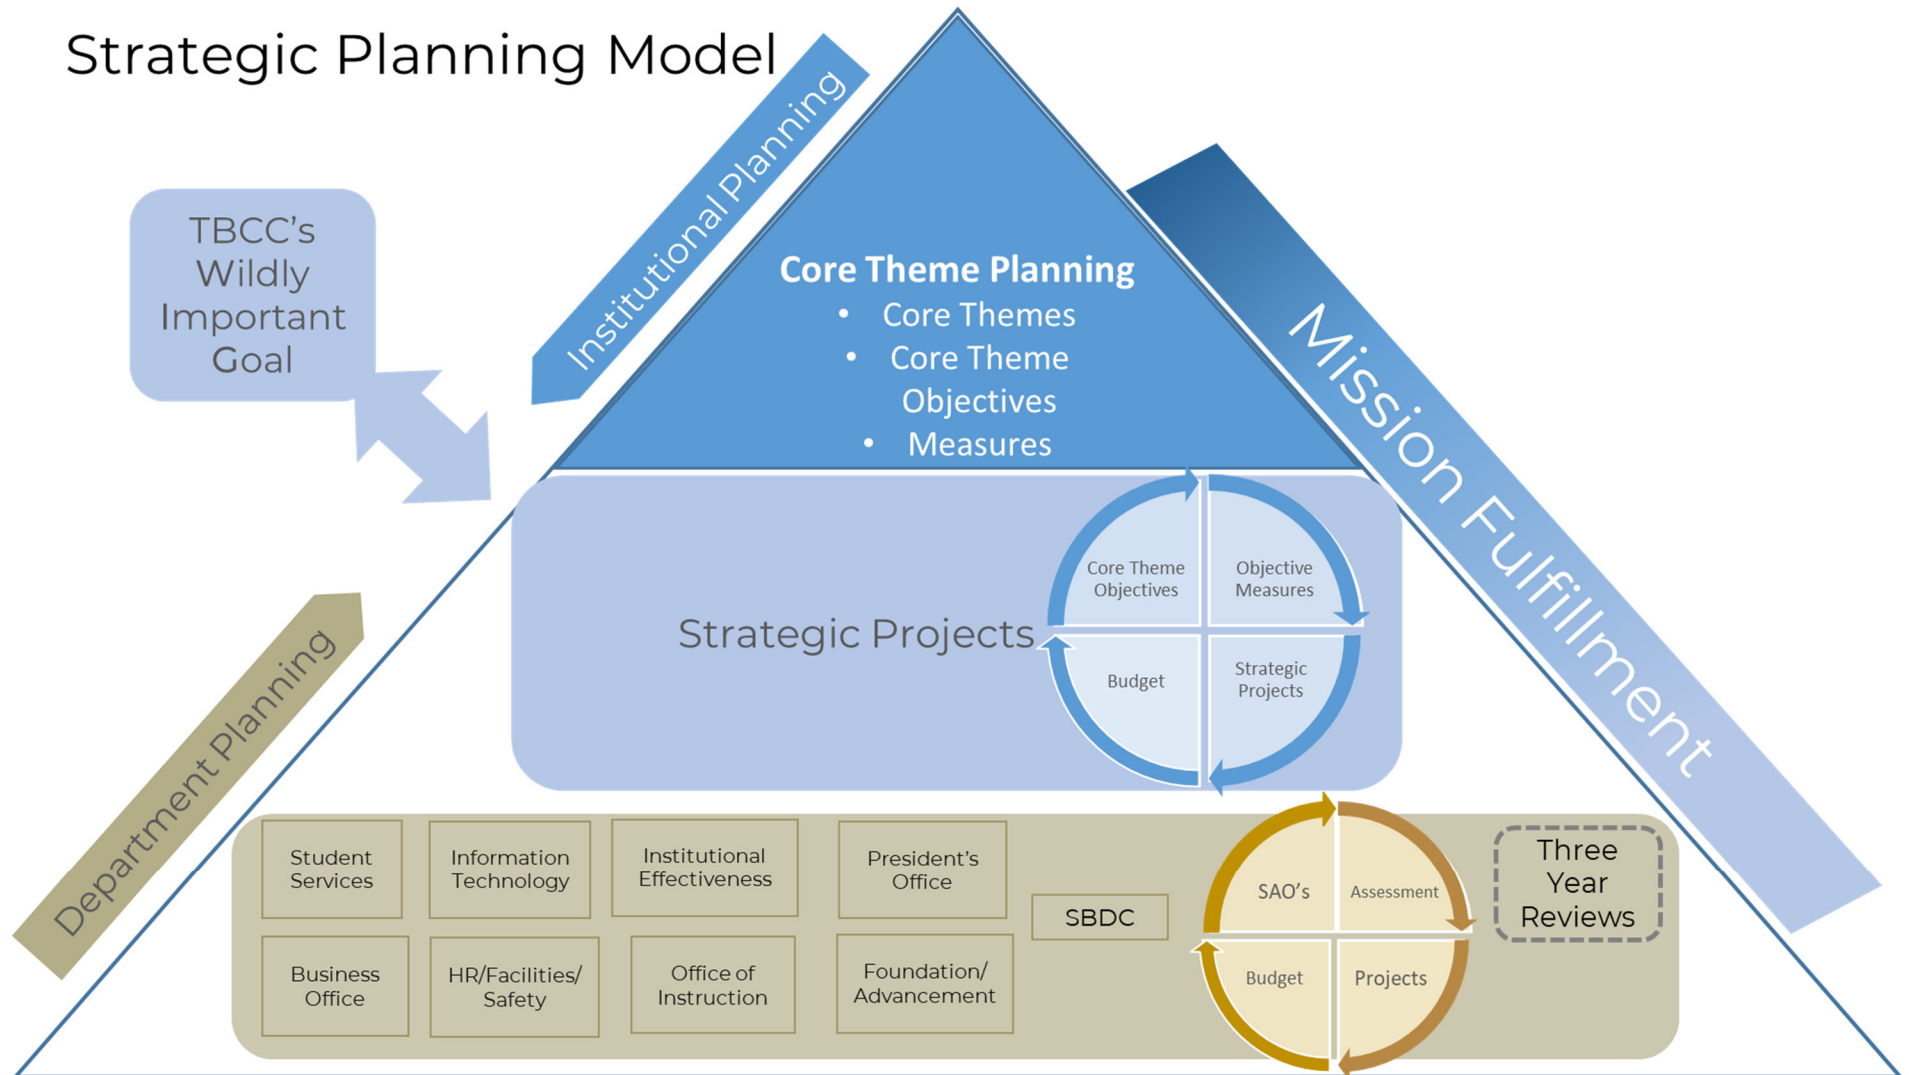 Strategic Planning Model
Institutional Planning
TBCC’s
Wildly
Important
Goal
Core Theme Planning
• Core Themes
• Core Theme
Objectives
• Measures
Mission Fulfillment
Strategic Projects
Core Theme
Objectives
Objective
Measures
Budget
Strategic
Projects
Department Planning
Student
Services
Information
Technology
Institutional
Effectiveness
President’s
Office
Business
Office
HR/Facilities/
Safety
Office of
Instruction
Foundation/
Advancement
SBDC
SAO’s
Assessment
Budget
Projects
Three
Year
Reviews